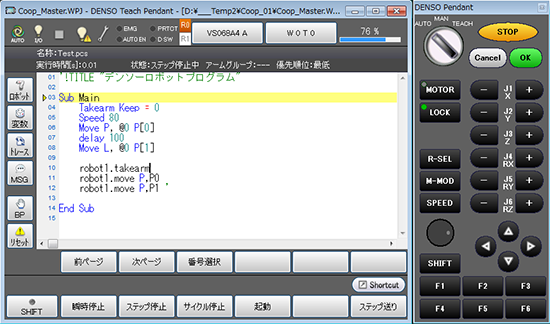 Coop_Master.WPJ - DENSO Teach Pendant [D:¥___Temp2¥Coop_01¥Coop_Master.W...
AUTO I/O
EMG PRTOT
EN D SW
R0
R1
VS06BA4 A
W 0 T 0
76 %
名称:Test.pcs
実行時間[s]:0.01 状態:ステップ停止中 アームグループ:--- 優先順位:最低
ロボット
変数
トレース
MSG
BP
リセット
01 '!TITLE "デンソーロボットプログラム"
02
03 Sub Main
04 Takearm Keep = 0
05 Speed 80
06 Move P, @0 P[0]
07 delay 100
08 Move L, @0 P[1]
09
10 robot1.takearm
11 robot1.move P,P0
12 robot1.move P,P1 '
13
14 End Sub
15
前ページ 次ページ 番号選択
Shortcut
SHIFT 瞬時停止 ステップ停止 サイクル停止 起動 ステップ送り
DENSO Pendant
MAN
AUTO TEACH
STOP
Cancel OK
MOTOR
LOCK
R-SEL
M-MOD
SPEED
SHIFT
- J1 X +
- J2 Y +
- J3 Z +
- J4 RX +
- J5 RY +
- J6 RZ +
F1 F2 F3
F4 F5 F6